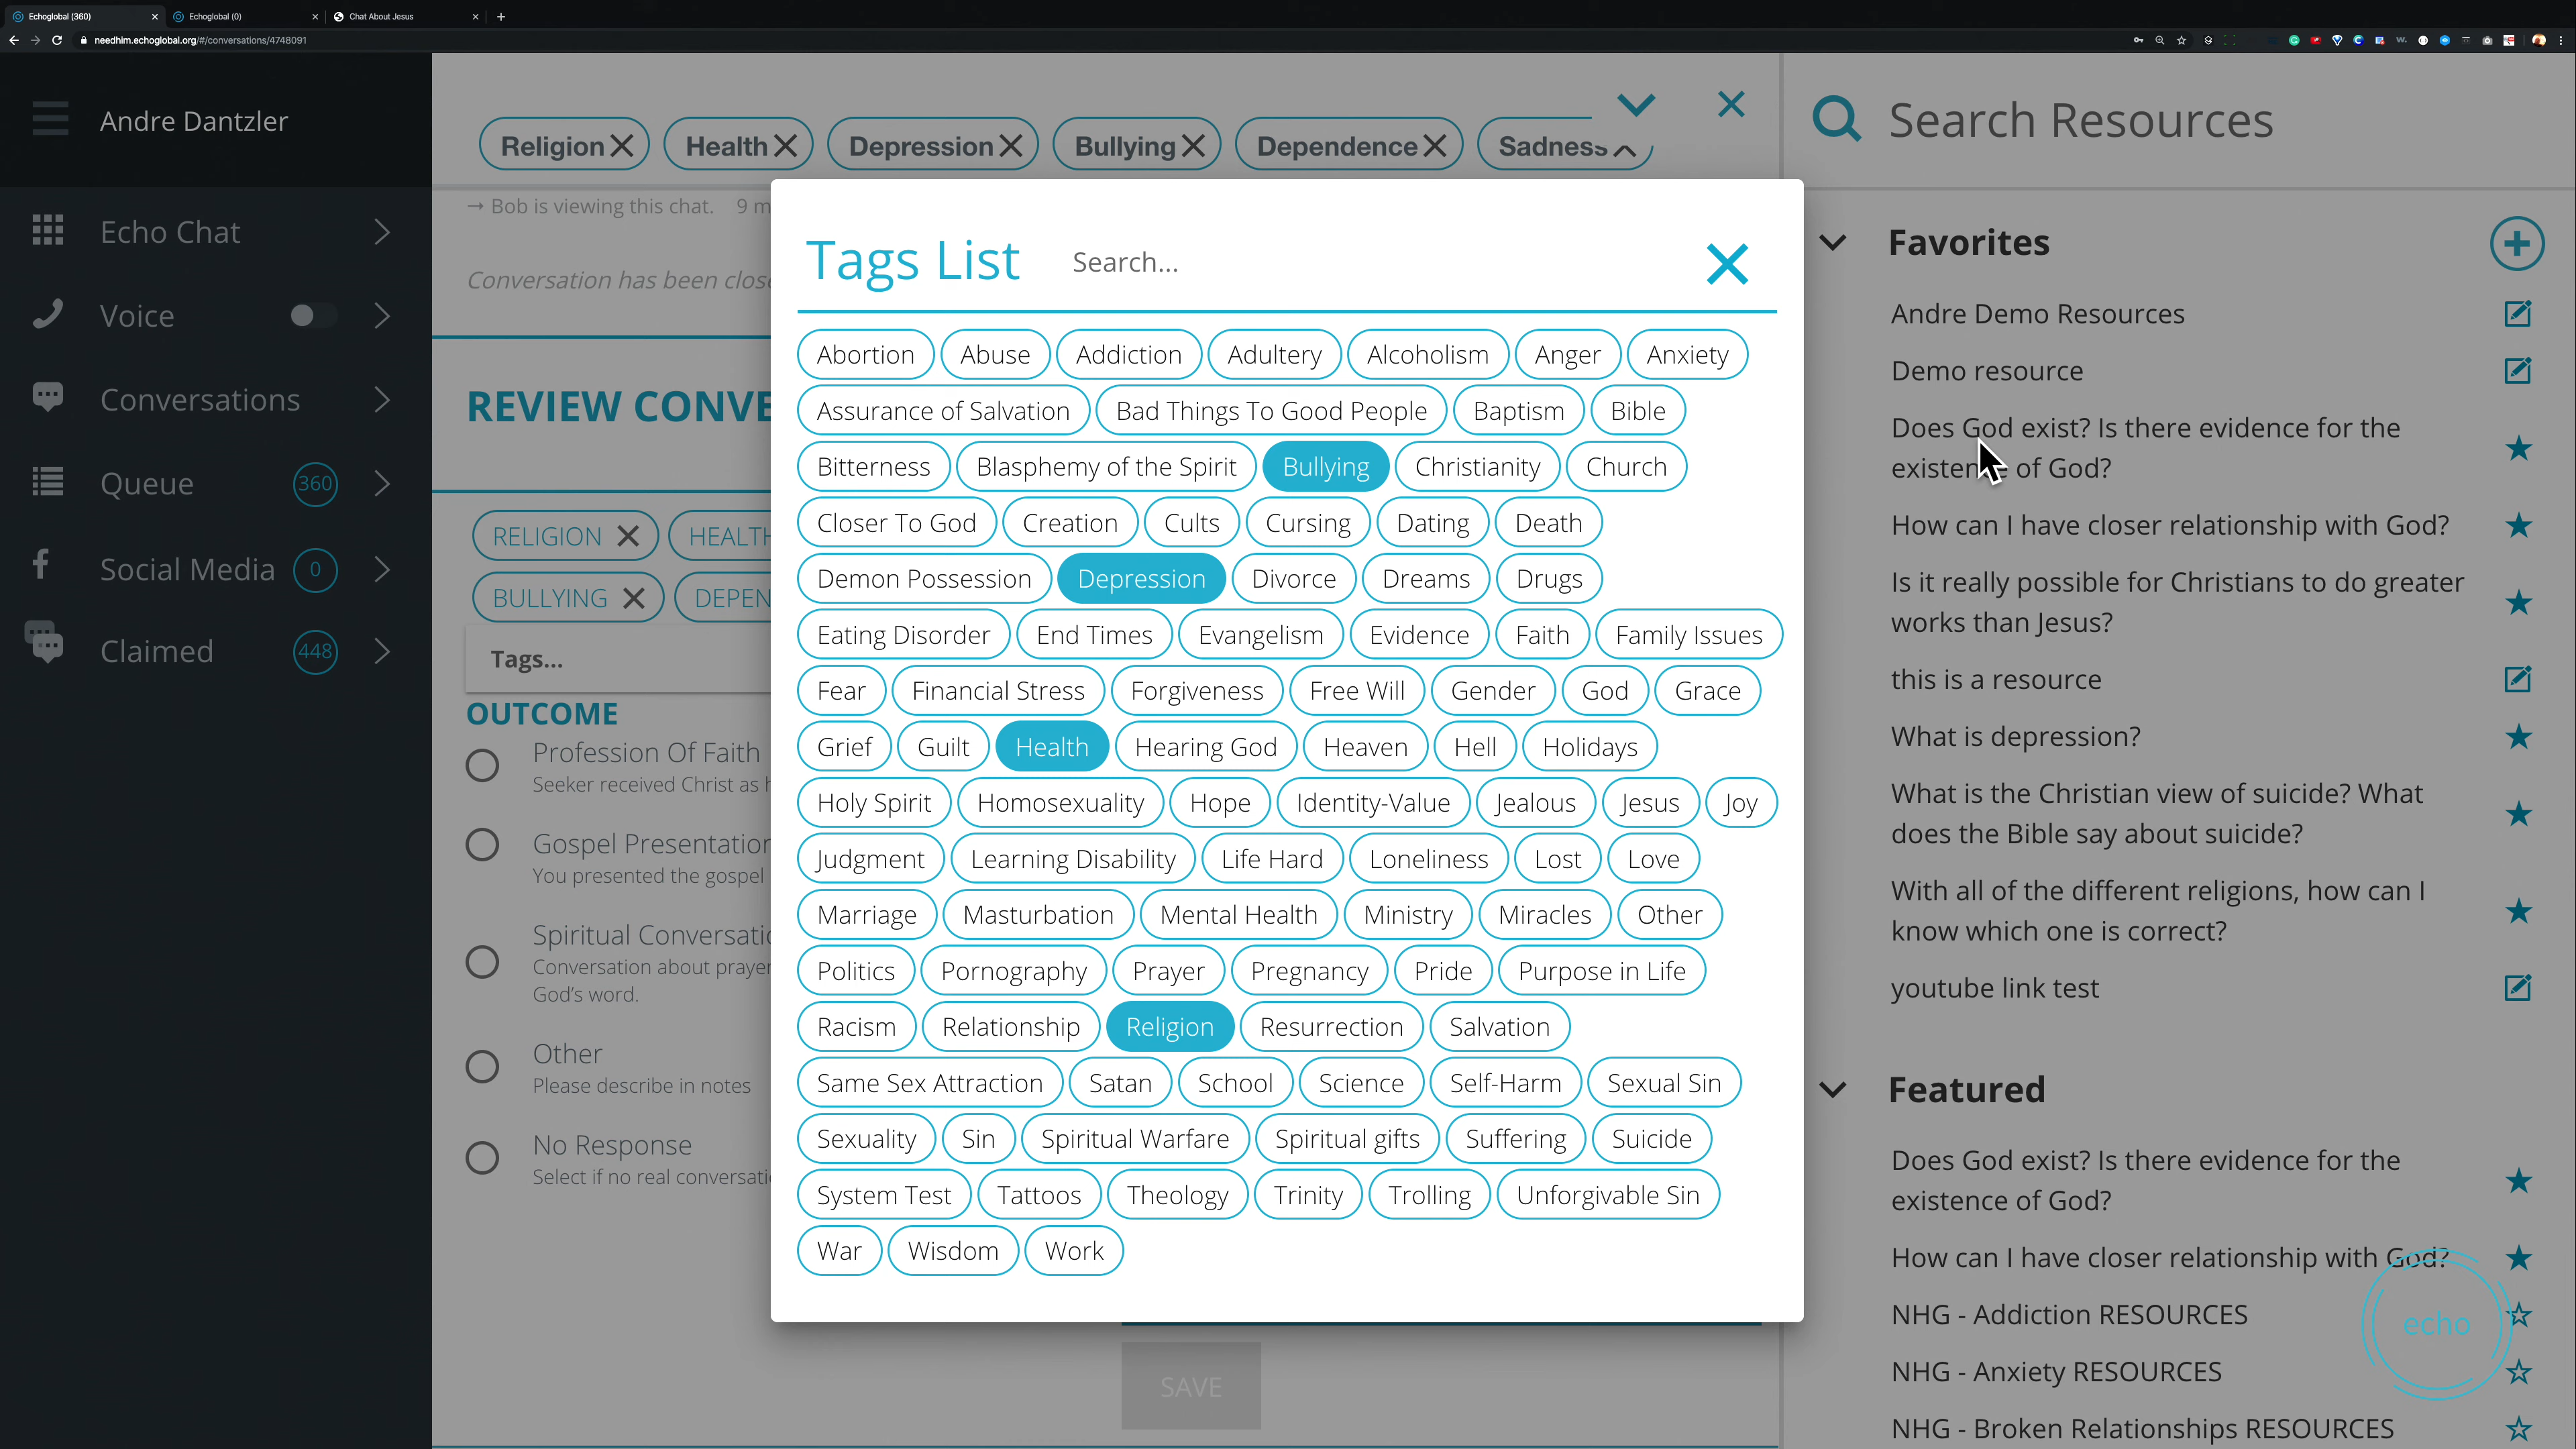 Echoglobal (360)
Echoglobal (0)
Chat About Jesus
needhim.echoglobal.org/#/conversations/4748091
Andre Dantzler
Echo Chat
Voice
Conversations
Queue 360
Social Media 0
Claimed 448
Religion Health Depression Bullying Dependence Sadness
→ Bob is viewing this chat. 9 m
Conversation has been clos
REVIEW CONVE
RELIGION HEALTH
BULLYING DEPEN
Tags...
OUTCOME
Profession Of Faith
Seeker received Christ as h
Gospel Presentation
You presented the gospel
Spiritual Conversatio
Conversation about prayer
God's word.
Other
Please describe in notes
No Response
Select if no real conversati
SAVE
Tags List Search...
Abortion Abuse Addiction Adultery Alcoholism Anger Anxiety
Assurance of Salvation Bad Things To Good People Baptism Bible
Bitterness Blasphemy of the Spirit Bullying Christianity Church
Closer To God Creation Cults Cursing Dating Death
Demon Possession Depression Divorce Dreams Drugs
Eating Disorder End Times Evangelism Evidence Faith Family Issues
Fear Financial Stress Forgiveness Free Will Gender God Grace
Grief Guilt Health Hearing God Heaven Hell Holidays
Holy Spirit Homosexuality Hope Identity-Value Jealous Jesus Joy
Judgment Learning Disability Life Hard Loneliness Lost Love
Marriage Masturbation Mental Health Ministry Miracles Other
Politics Pornography Prayer Pregnancy Pride Purpose in Life
Racism Relationship Religion Resurrection Salvation
Same Sex Attraction Satan School Science Self-Harm Sexual Sin
Sexuality Sin Spiritual Warfare Spiritual gifts Suffering Suicide
System Test Tattoos Theology Trinity Trolling Unforgivable Sin
War Wisdom Work
Search Resources
Favorites
Andre Demo Resources
Demo resource
Does God exist? Is there evidence for the
existence of God?
How can I have closer relationship with God?
Is it really possible for Christians to do greater
works than Jesus?
this is a resource
What is depression?
What is the Christian view of suicide? What
does the Bible say about suicide?
With all of the different religions, how can I
know which one is correct?
youtube link test
Featured
Does God exist? Is there evidence for the
existence of God?
How can I have closer relationship with God?
NHG - Addiction RESOURCES
NHG - Anxiety RESOURCES
NHG - Broken Relationships RESOURCES
echo